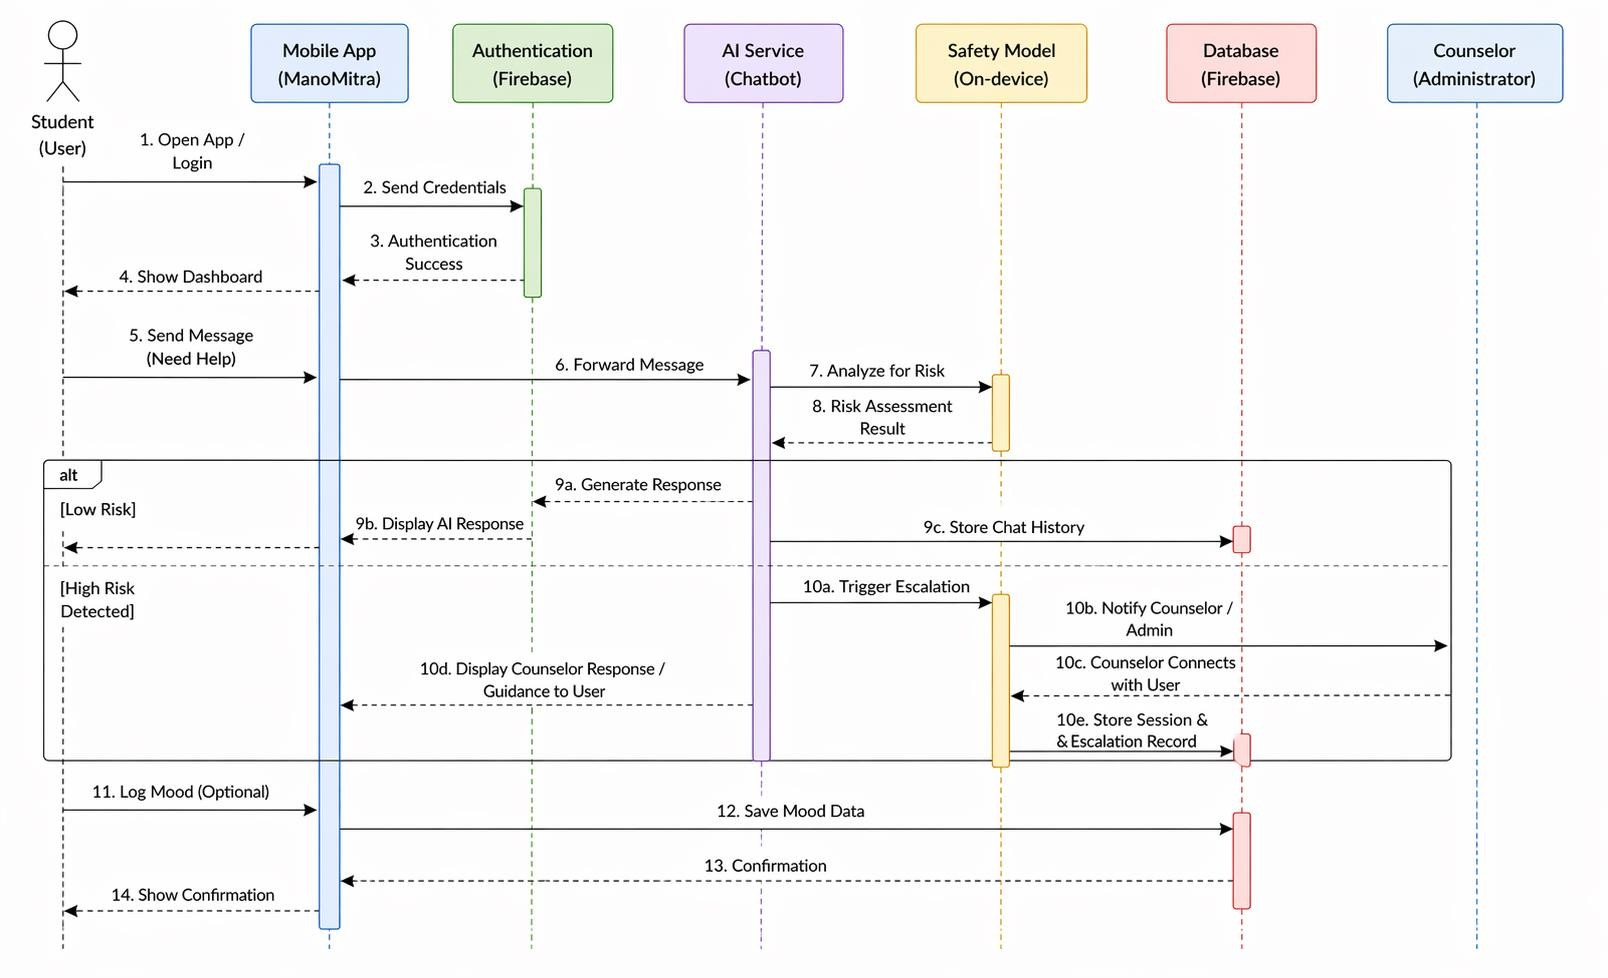 Mobile App
(ManoMitra)
Authentication
(Firebase)
AI Service
(Chatbot)
Safety Model
(On-device)
Database
(Firebase)
Counselor
(Administrator)
Student
(User)
1. Open App /
Login
2. Send Credentials
3. Authentication
Success
4. Show Dashboard
5. Send Message
(Need Help)
6. Forward Message
7. Analyze for Risk
8. Risk Assessment
Result
alt
[Low Risk]
9a. Generate Response
9b. Display AI Response
9c. Store Chat History
[High Risk
Detected]
10a. Trigger Escalation
10b. Notify Counselor /
Admin
10c. Counselor Connects
with User
10d. Display Counselor Response /
Guidance to User
10e. Store Session &
& Escalation Record
11. Log Mood (Optional)
12. Save Mood Data
13. Confirmation
14. Show Confirmation